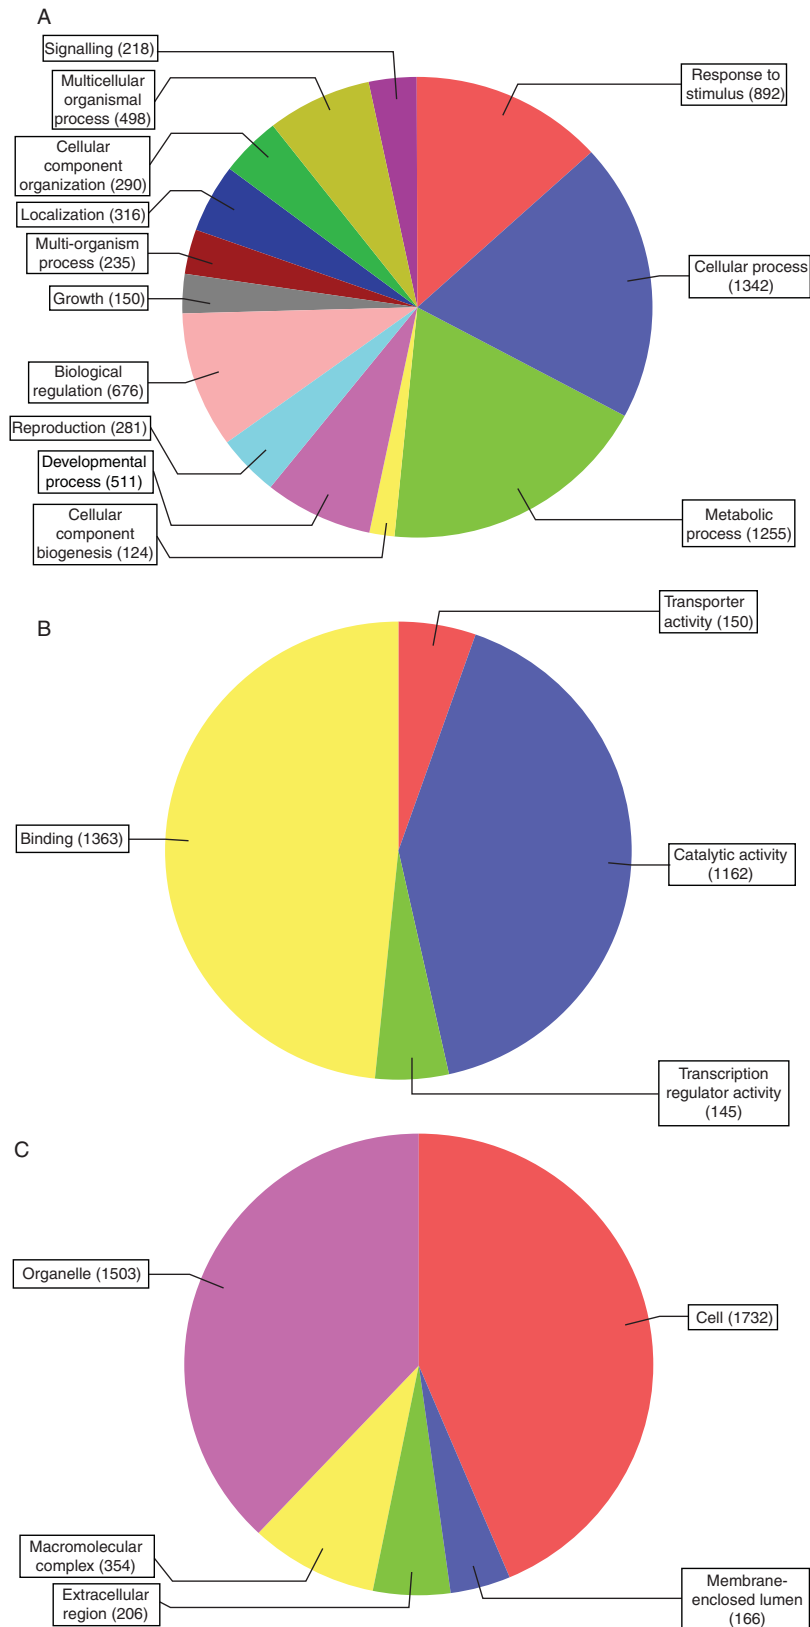 A
Signalling (218)
Multicellular
organismal
process (498)
Cellular
component
organization (290)
Localization (316)
Multi-organism
process (235)
Growth (150)
Biological
regulation (676)
Reproduction (281)
Developmental
process (511)
Cellular
component
biogenesis (124)
Response to
stimulus (892)
Cellular process
(1342)
Metabolic
process (1255)
B
Transporter
activity (150)
Binding (1363)
Catalytic activity
(1162)
Transcription
regulator activity
(145)
C
Organelle (1503)
Cell (1732)
Macromolecular
complex (354)
Extracellular
region (206)
Membrane-
enclosed lumen
(166)